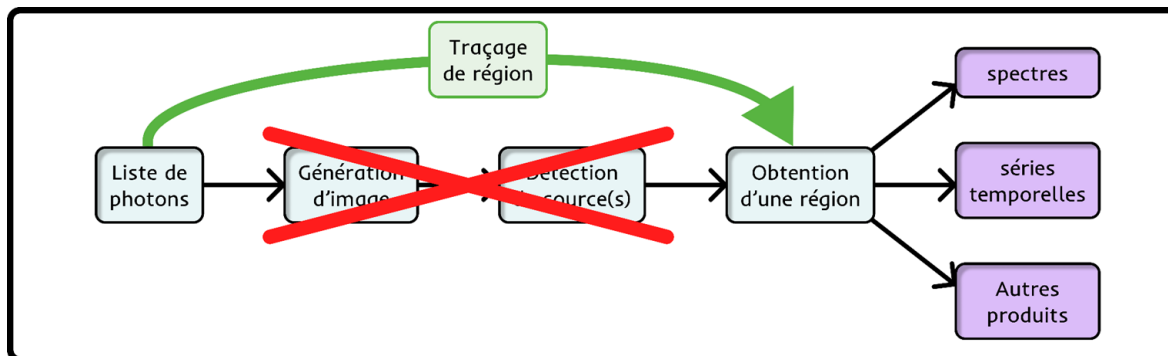 Traçage
de région
spectres
Liste de
photons
Génération
d'image
Détection
source(s)
Obtention
d'une région
séries
temporelles
Autres
produits